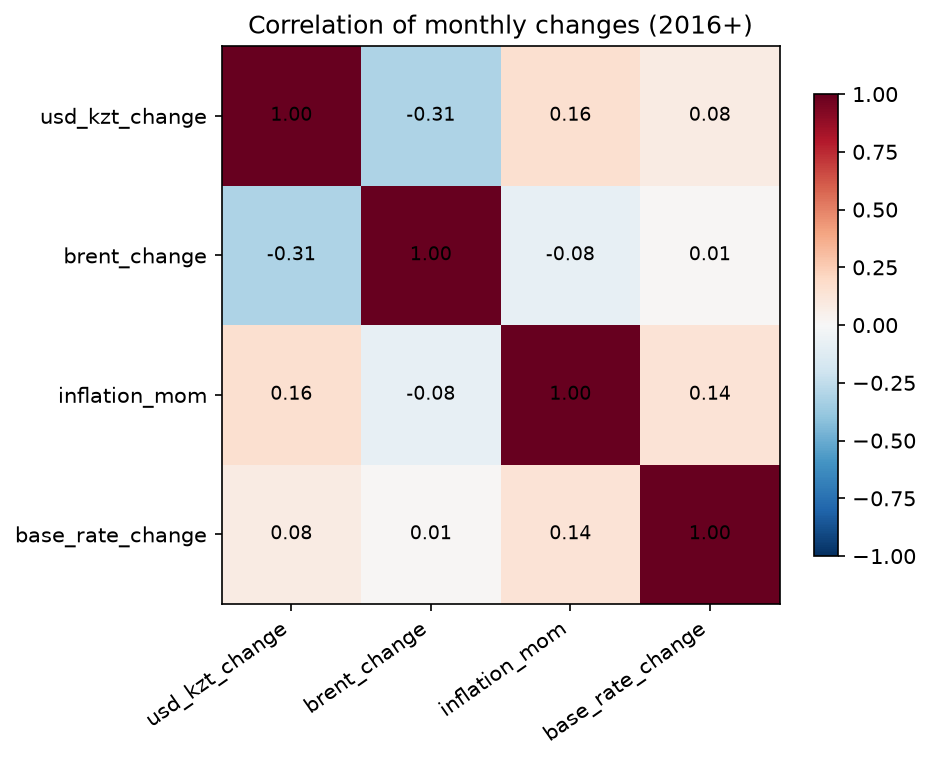 Correlation of monthly changes (2016+)
usd_kzt_change 1.00 -0.31 0.16 0.08
brent_change -0.31 1.00 -0.08 0.01
inflation_mom 0.16 -0.08 1.00 0.14
base_rate_change 0.08 0.01 0.14 1.00
usd_kzt_change brent_change inflation_mom base_rate_change
1.00
0.75
0.50
0.25
0.00
−0.25
−0.50
−0.75
−1.00